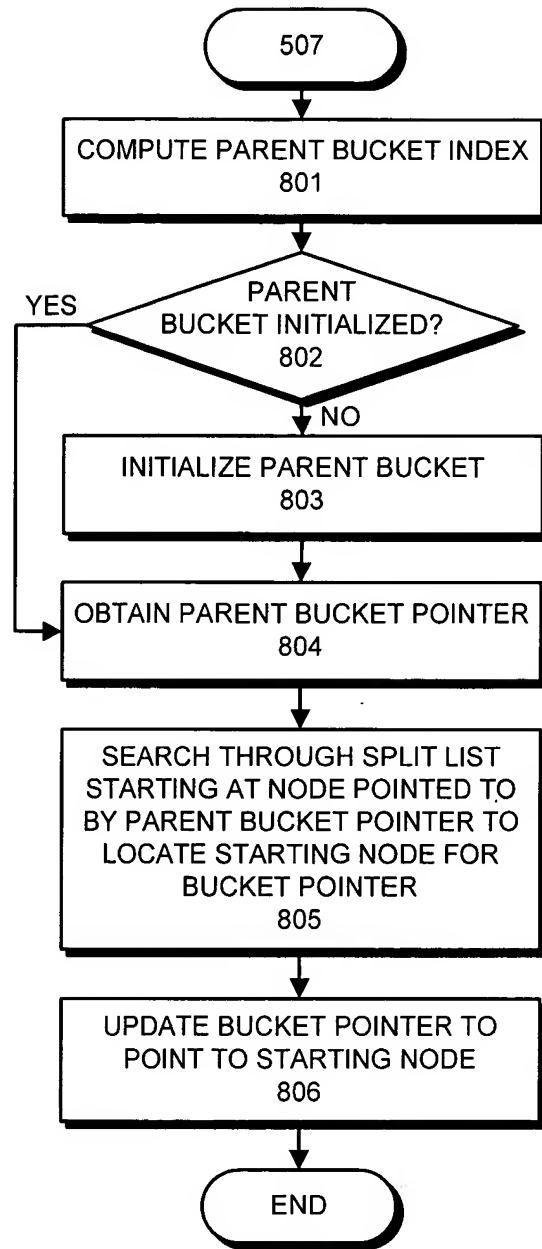 507
COMPUTE PARENT BUCKET INDEX
801
YES
PARENT
BUCKET INITIALIZED?
802
NO
INITIALIZE PARENT BUCKET
803
OBTAIN PARENT BUCKET POINTER
804
SEARCH THROUGH SPLIT LIST
STARTING AT NODE POINTED TO
BY PARENT BUCKET POINTER TO
LOCATE STARTING NODE FOR
BUCKET POINTER
805
UPDATE BUCKET POINTER TO
POINT TO STARTING NODE
806
END